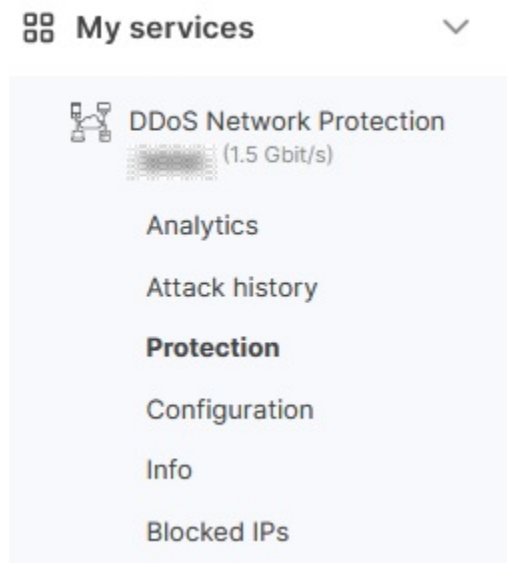 My services
DDoS Network Protection
(1.5 Gbit/s)
Analytics
Attack history
Protection
Configuration
Info
Blocked IPs